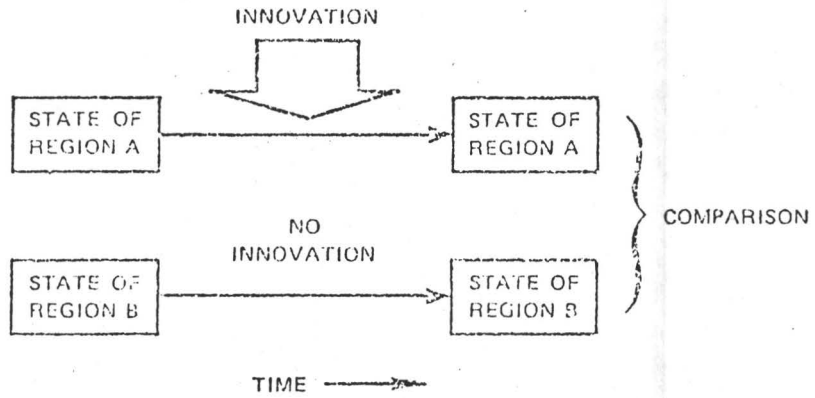 INNOVATION
STATE OF
REGION A
STATE OF
REGION A
COMPARISON
NO
INNOVATION
STATE OF
REGION B
STATE OF
REGION B
TIME